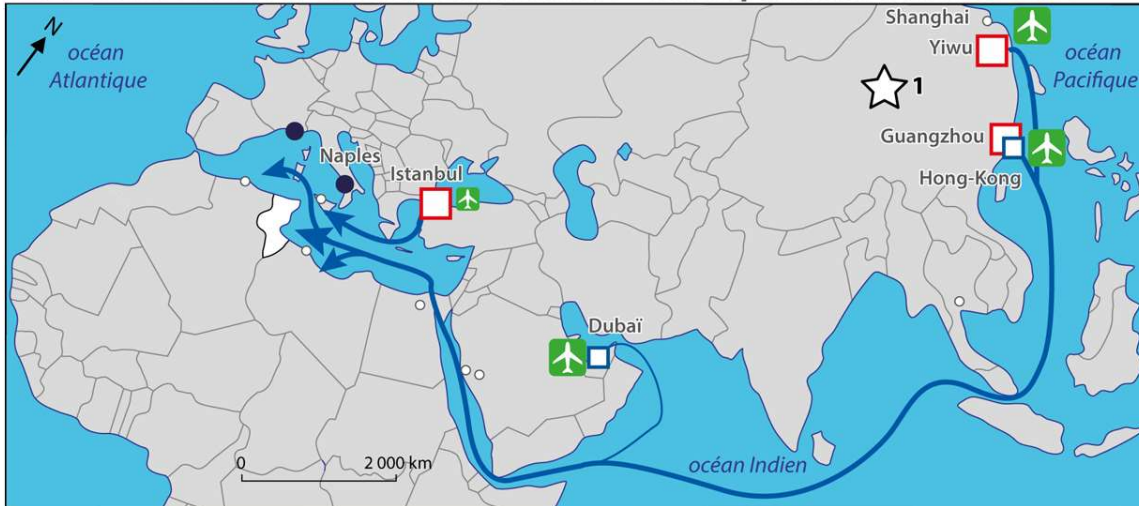 N
océan
Atlantique
Shanghai
Yiwu
océan
Pacifique
1
Guangzhou
Hong-Kong
Naples
Istanbul
Dubaï
0 2 000 km
océan Indien